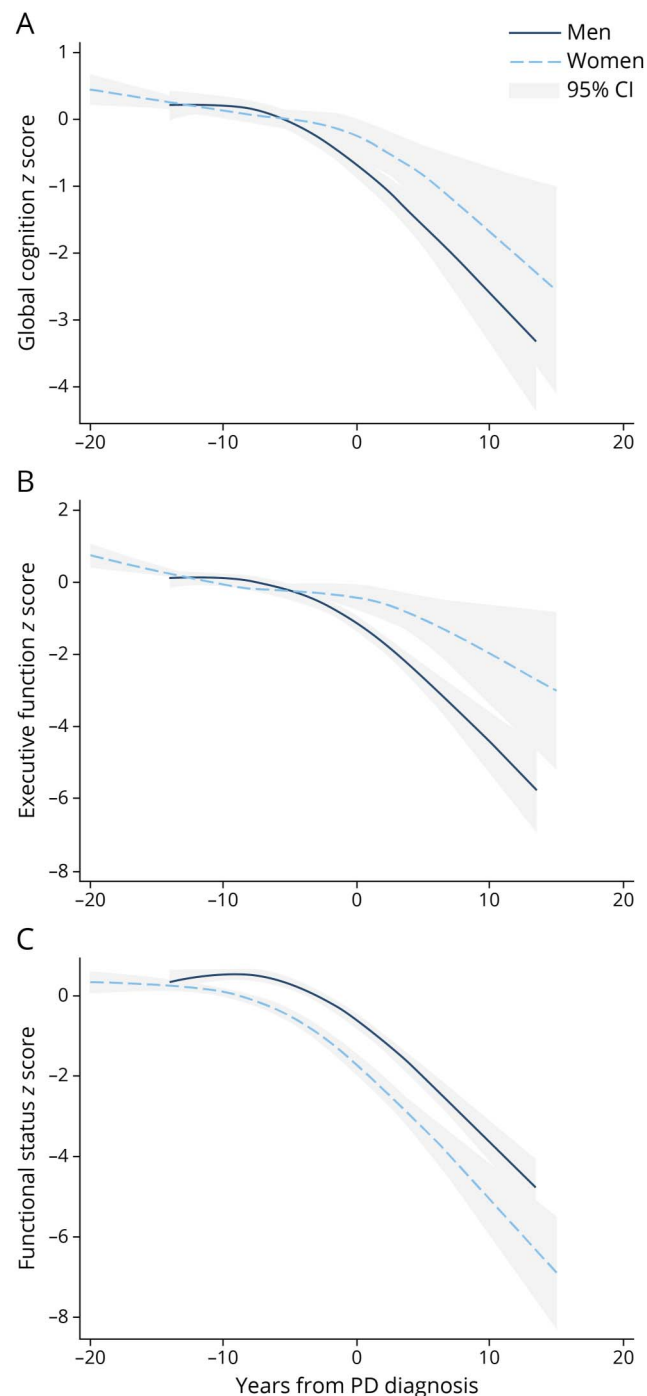 A
Men
Women
95% CI
Global cognition z score
1
0
–1
–2
–3
–4
–20 –10 0 10 20
B
Executive function z score
2
0
–2
–4
–6
–8
–20 –10 0 10 20
C
Functional status z score
0
–2
–4
–6
–8
–20 –10 0 10 20
Years from PD diagnosis